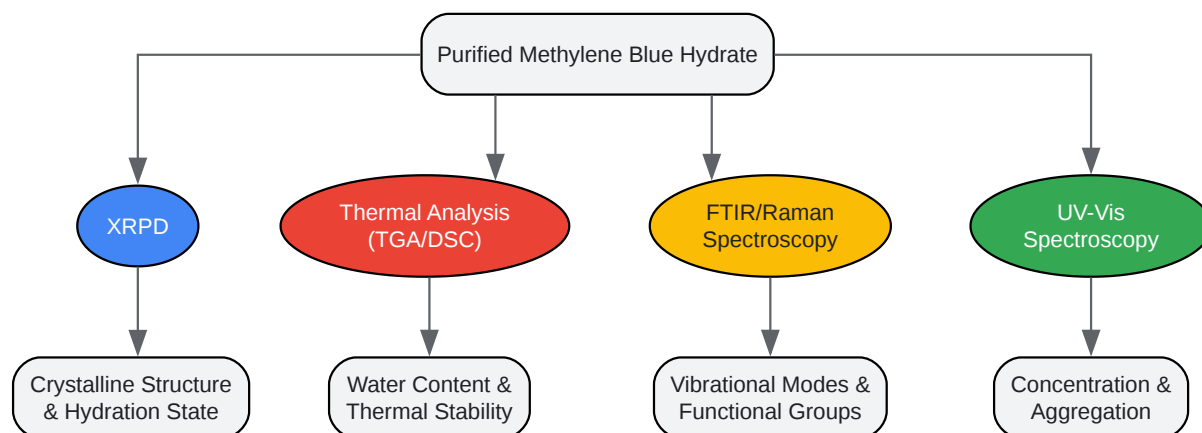 Purified Methylene Blue Hydrate
XRPD
Thermal Analysis
(TGA/DSC)
FTIR/Raman
Spectroscopy
UV-Vis
Spectroscopy
Crystalline Structure
& Hydration State
Water Content &
Thermal Stability
Vibrational Modes &
Functional Groups
Concentration &
Aggregation